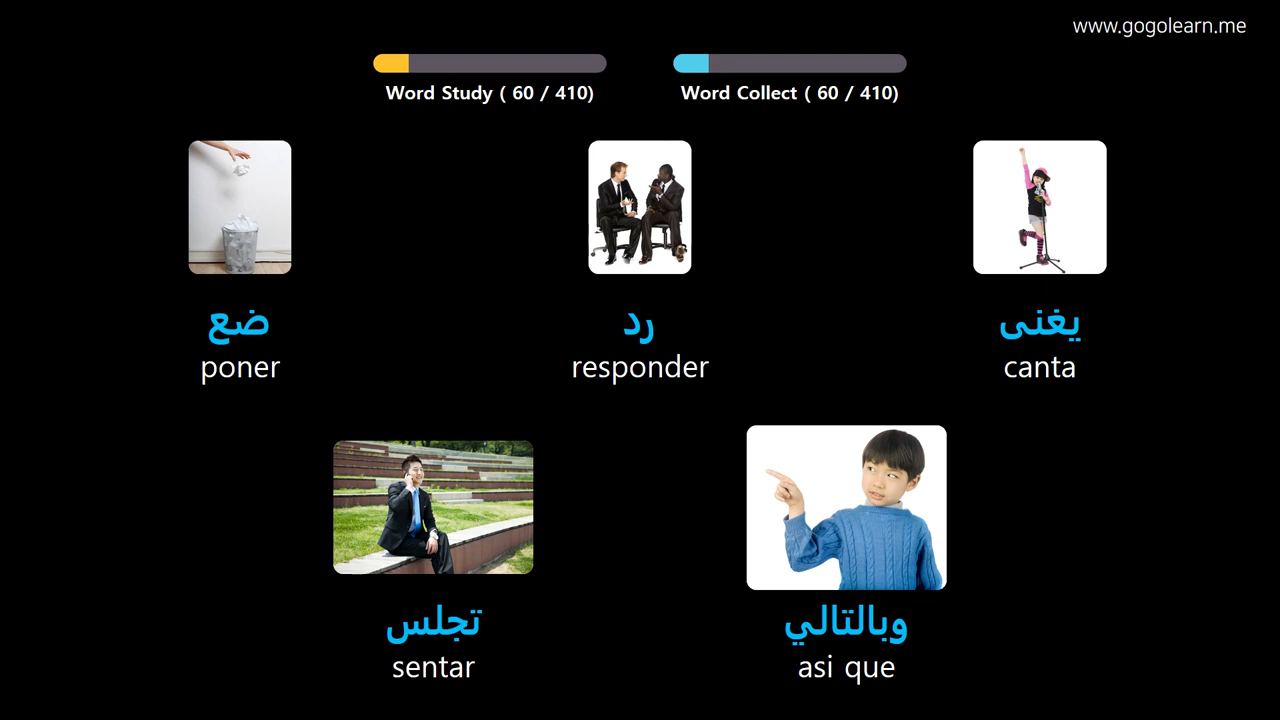 www.gogolearn.me
Word Study ( 60 / 410)
Word Collect ( 60 / 410)
ضع
poner
رد
responder
يغنى
canta
تجلس
sentar
وبالتالي
asi que